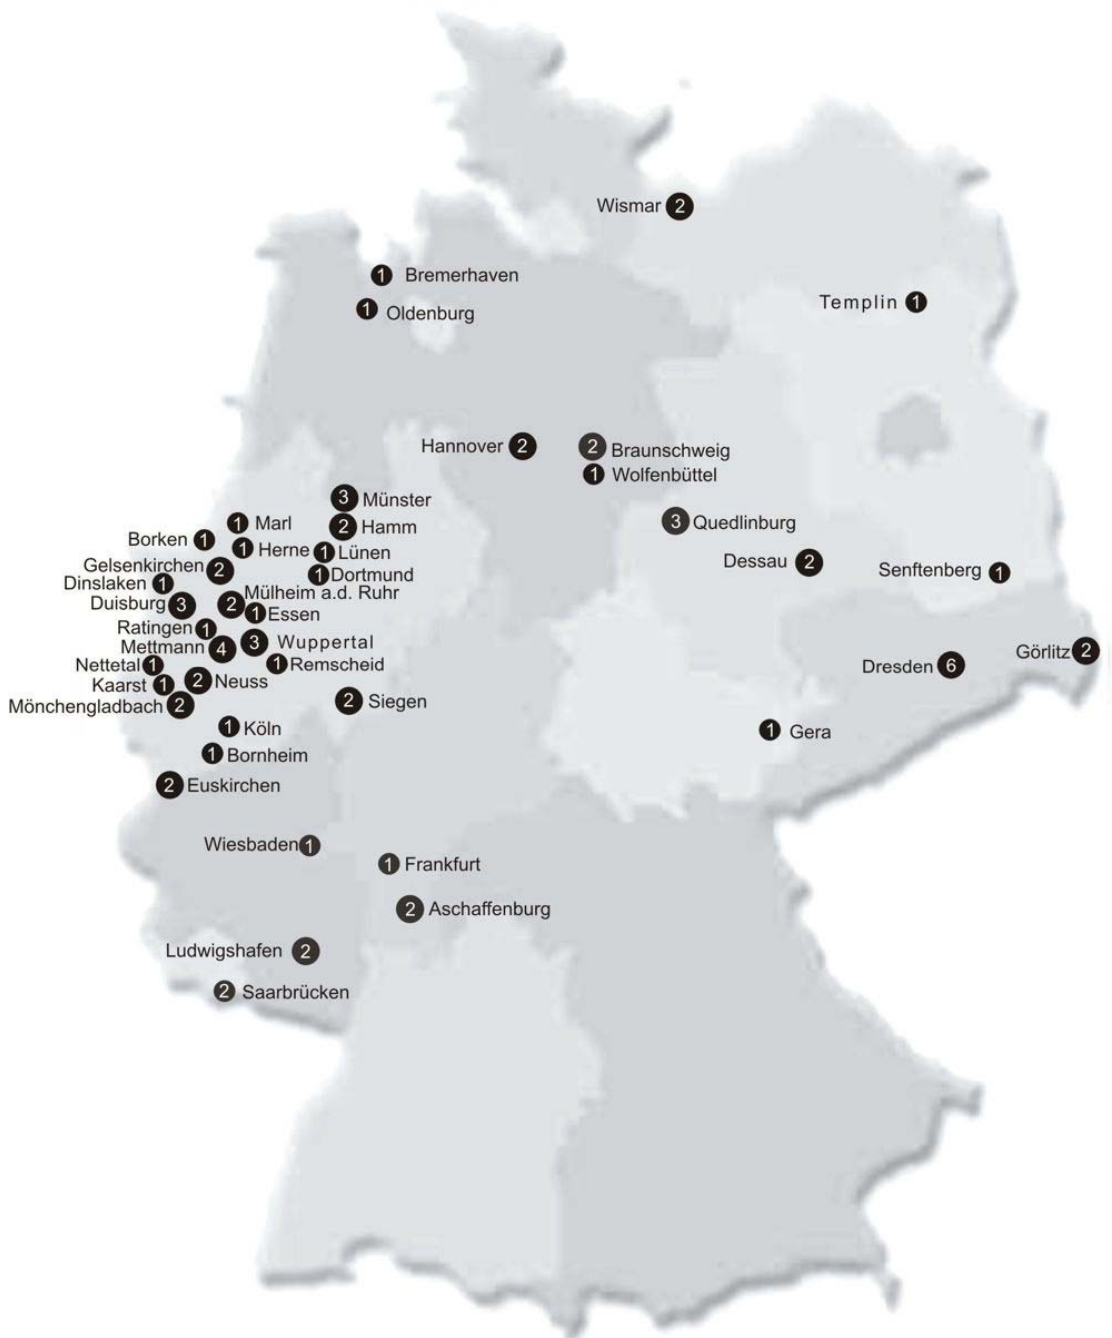 Wismar 2
1 Bremerhaven
Templin 1
1 Oldenburg
Hannover 2
2 Braunschweig
1 Wolfenbüttel
3 Münster
3 Quedlinburg
1 Marl
2 Hamm
Borken 1
1 Herne
1 Lünen
Dessau 2
Gelsenkirchen 2
Senftenberg 1
1 Dortmund
Dinslaken 1
2 Mülheim a.d. Ruhr
Duisburg 3
1 Essen
Ratingen 1
3 Wuppertal
Mettmann 4
Görlitz 2
Nettetal 1
1 Remscheid
Dresden 6
Kaarst 1
2 Neuss
2 Siegen
Mönchengladbach 2
1 Köln
1 Gera
1 Bornheim
2 Euskirchen
Wiesbaden 1
1 Frankfurt
2 Aschaffenburg
Ludwigshafen 2
2 Saarbrücken